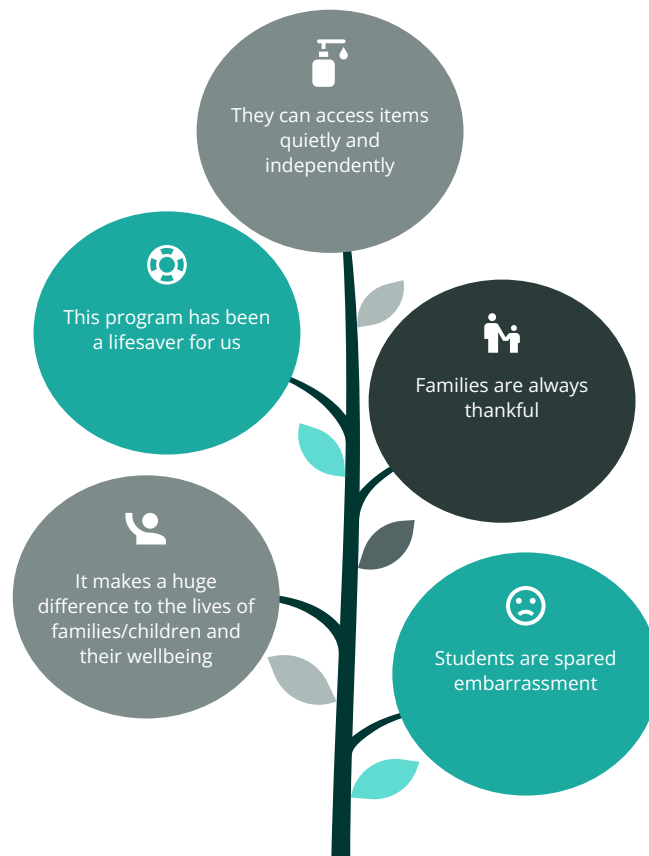 They can access items
quietly and
independently
This program has been
a lifesaver for us
Families are always
thankful
It makes a huge
difference to the lives of
families/children and
their wellbeing
Students are spared
embarrassment